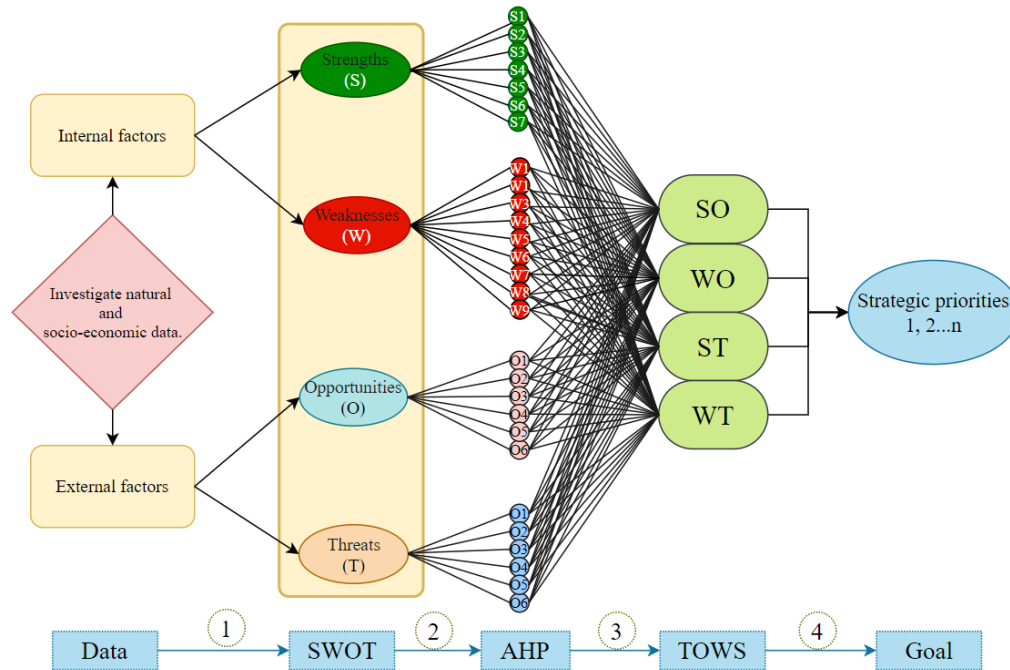 Internal factors
Investigate natural
and
socio-economic data.
External factors
Strengths
(S)
Weaknesses
(W)
Opportunities
(O)
Threats
(T)
S1
S2
S3
S4
S5
S6
S7
W1
W1
W3
W4
W5
W6
W7
W8
W9
O1
O2
O3
O4
O5
O6
O1
O2
O3
O4
O5
O6
SO
WO
ST
WT
Strategic priorities
1, 2...n
Data
1
SWOT
2
AHP
3
TOWS
4
Goal